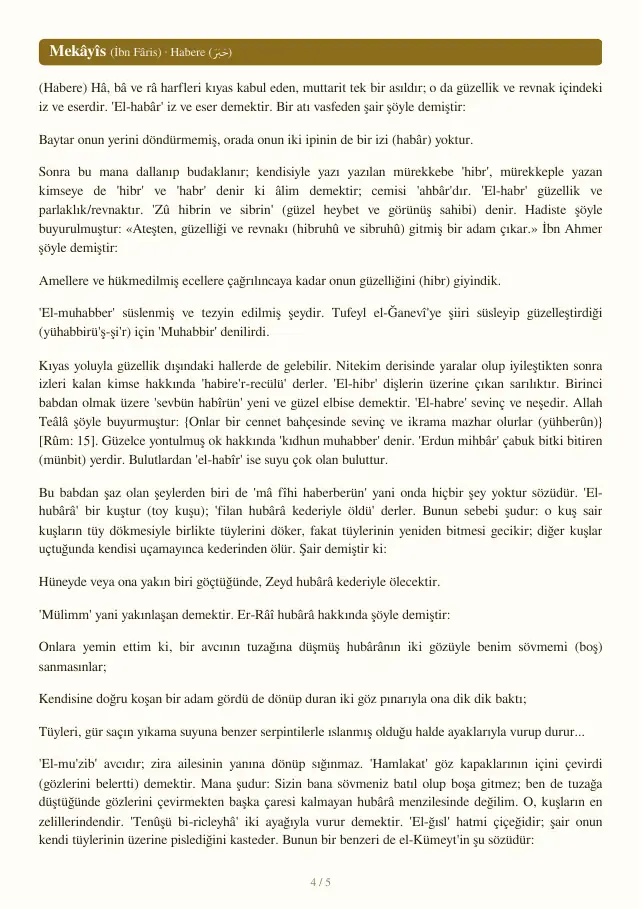 Mekâyîs (İbn Fâris) · Habere (حَبَرَ)
(Habere) Hâ, bâ ve râ harfleri kıyas kabul eden, muttarit tek bir asıldır; o da güzellik ve revnak içindeki
iz ve eserdir. 'El-habâr' iz ve eser demektir. Bir atı vasfeden şair şöyle demiştir:
Baytar onun yerini döndürmemiş, orada onun iki ipinin de bir izi (habâr) yoktur.
Sonra bu mana dallanıp budaklanır; kendisiyle yazı yazılan mürekkebe 'hibr', mürekkeple yazan
kimseye de 'hibr' ve 'habr' denir ki âlim demektir; cemisi 'ahbâr'dır. 'El-habr' güzellik ve
parlaklık/revnaktır. 'Zû hibrin ve sibrin' (güzel heybet ve görünüş sahibi) denir. Hadiste şöyle
buyurulmuştur: «Ateşten, güzelliği ve revnakı (hibruhû ve sibruhû) gitmiş bir adam çıkar.» İbn Ahmer
şöyle demiştir:
Amellere ve hükmedilmiş ecellere çağrılıncaya kadar onun güzelliğini (hibr) giyindik.
'El-muhabber' süslenmiş ve tezyin edilmiş şeydir. Tufeyl el-Ğanevî'ye şiiri süsleyip güzelleştirdiği
(yühabbirü'ş-şi'r) için 'Muhabbir' denilirdi.
Kıyas yoluyla güzellik dışındaki hallerde de gelebilir. Nitekim derisinde yaralar olup iyileştikten sonra
izleri kalan kimse hakkında 'habire'r-recülü' derler. 'El-hibr' dişlerin üzerine çıkan sarılıktır. Birinci
babdan olmak üzere 'sevbün habîrün' yeni ve güzel elbise demektir. 'El-habre' sevinç ve neşedir. Allah
Teâlâ şöyle buyurmuştur: {Onlar bir cennet bahçesinde sevinç ve ikrama mazhar olurlar (yühberûn)}
[Rûm: 15]. Güzelce yontulmuş ok hakkında 'kıdhun muhabber' denir. 'Erdun mihbâr' çabuk bitki bitiren
(münbit) yerdir. Bulutlardan 'el-habîr' ise suyu çok olan buluttur.
Bu babdan şaz olan şeylerden biri de 'mâ fîhi haberberün' yani onda hiçbir şey yoktur sözüdür. 'El-
hubârâ' bir kuştur (toy kuşu); 'filan hubârâ kederiyle öldü' derler. Bunun sebebi şudur: o kuş sair
kuşların tüy dökmesiyle birlikte tüylerini döker, fakat tüylerinin yeniden bitmesi gecikir; diğer kuşlar
uçtuğunda kendisi uçamayınca kederinden ölür. Şair demiştir ki:
Hüneyde veya ona yakın biri göçtüğünde, Zeyd hubârâ kederiyle ölecektir.
'Mülimm' yani yakınlaşan demektir. Er-Râî hubârâ hakkında şöyle demiştir:
Onlara yemin ettim ki, bir avcının tuzağına düşmüş hubârânın iki gözüyle benim sövmemi (boş)
sanmasınlar;
Kendisine doğru koşan bir adam gördü de dönüp duran iki göz pınarıyla ona dik dik baktı;
Tüyleri, gür saçın yıkama suyuna benzer serpintilerle ıslanmış olduğu halde ayaklarıyla vurup durur...
'El-mu'zib' avcıdır; zira ailesinin yanına dönüp sığınmaz. 'Hamlakat' göz kapaklarının içini çevirdi
(gözlerini belertti) demektir. Mana şudur: Sizin bana sövmeniz batıl olup boşa gitmez; ben de tuzağa
düştüğünde gözlerini çevirmekten başka çaresi kalmayan hubârâ menzilesinde değilim. O, kuşların en
zelillerindendir. 'Tenûşü bi-ricleyhâ' iki ayağıyla vurur demektir. 'El-ğısl' hatmi çiçeğidir; şair onun
kendi tüylerinin üzerine pislediğini kasteder. Bunun bir benzeri de el-Kümeyt'in şu sözüdür:
4 / 5